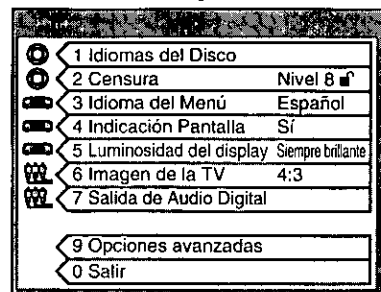 1 Idiomas del Disco
2 Censura Nivel 8
3 Idioma del Menú Español
4 Indicación Pantalla Sí
5 Luminosidad del display Siempre brillante
6 Imagen de la TV 4:3
7 Salida de Audio Digital
9 Opciones avanzadas
0 Salir